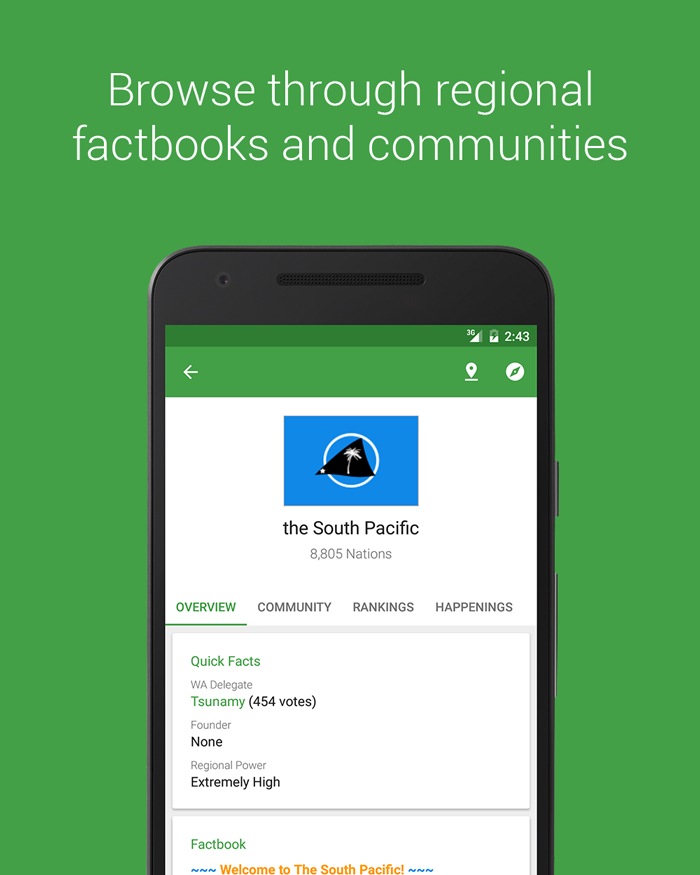 Browse through regional
factbooks and communities
3G 2:43
the South Pacific
8,805 Nations
OVERVIEW COMMUNITY RANKINGS HAPPENINGS
Quick Facts
WA Delegate
Tsunamy (454 votes)
Founder
None
Regional Power
Extremely High
Factbook
~~~ Welcome to The South Pacific! ~~~